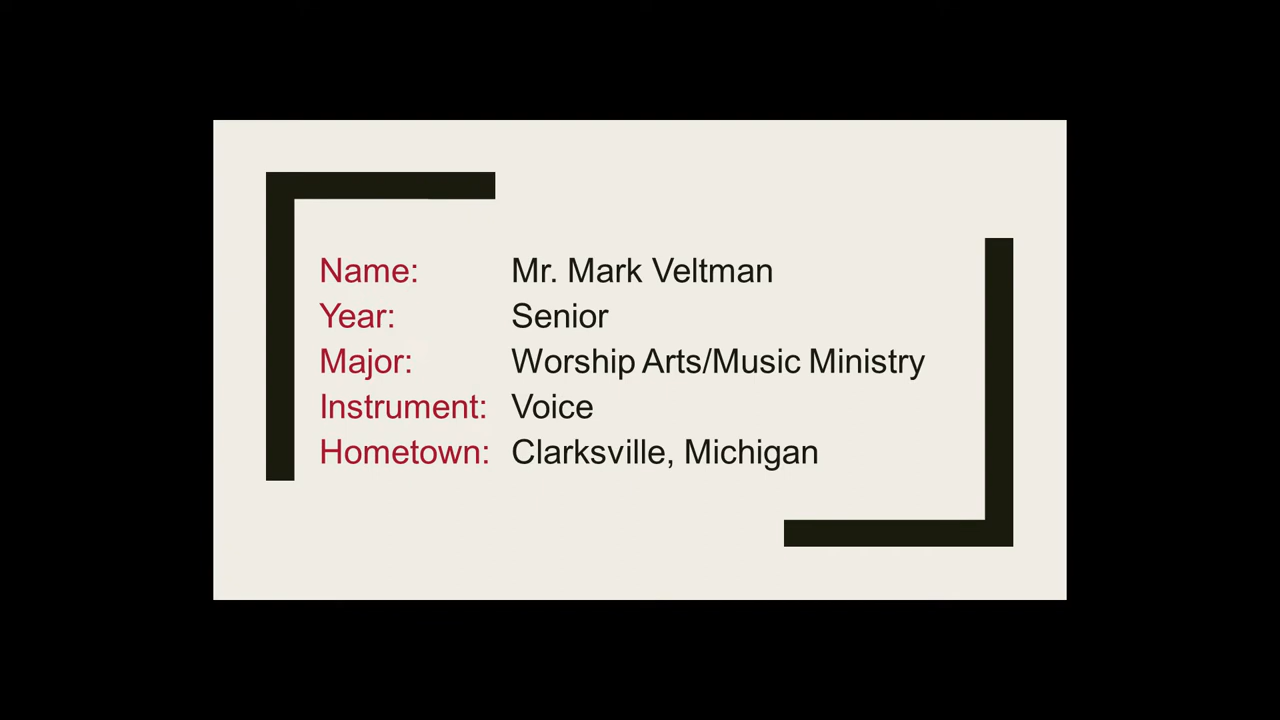 Name: Mr. Mark Veltman
Year: Senior
Major: Worship Arts/Music Ministry
Instrument: Voice
Hometown: Clarksville, Michigan